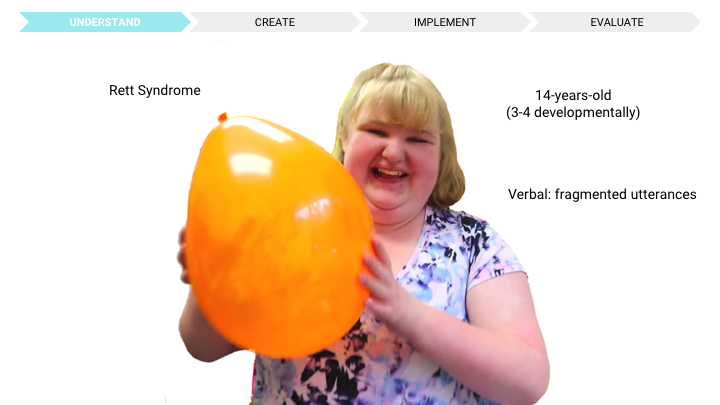 UNDERSTAND
CREATE
IMPLEMENT
EVALUATE
Rett Syndrome
14-years-old
(3-4 developmentally)
Verbal: fragmented utterances